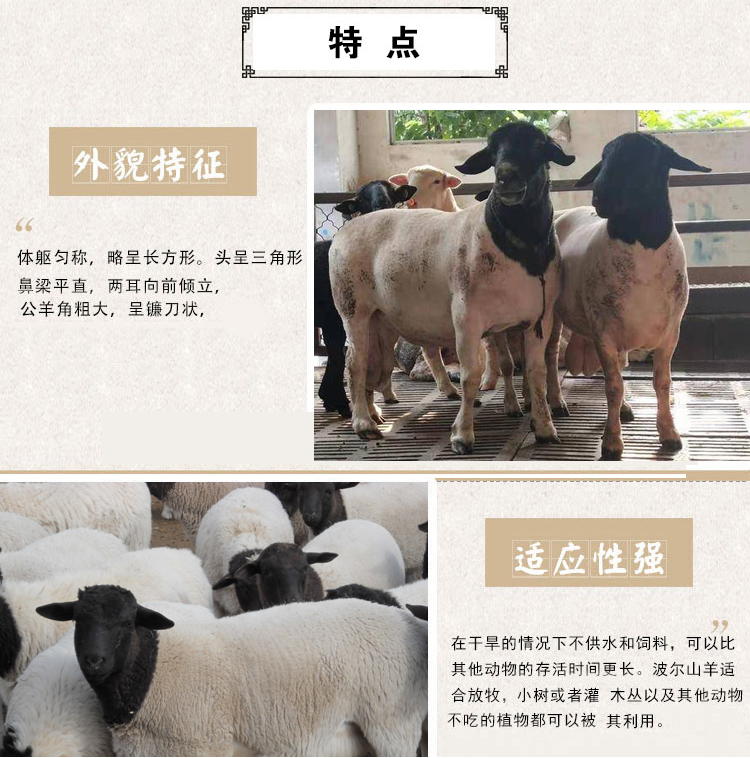 特 点
外貌特征
“
体躯匀称，略呈长方形。头呈三角形
鼻梁平直，两耳向前倾立，
公羊角粗大，呈镰刀状，
适应性强
”
在干旱的情况下不供水和饲料，可以比
其他动物的存活时间更长。波尔山羊适
合放牧，小树或者灌 木丛以及其他动物
不吃的植物都可以被 其利用。